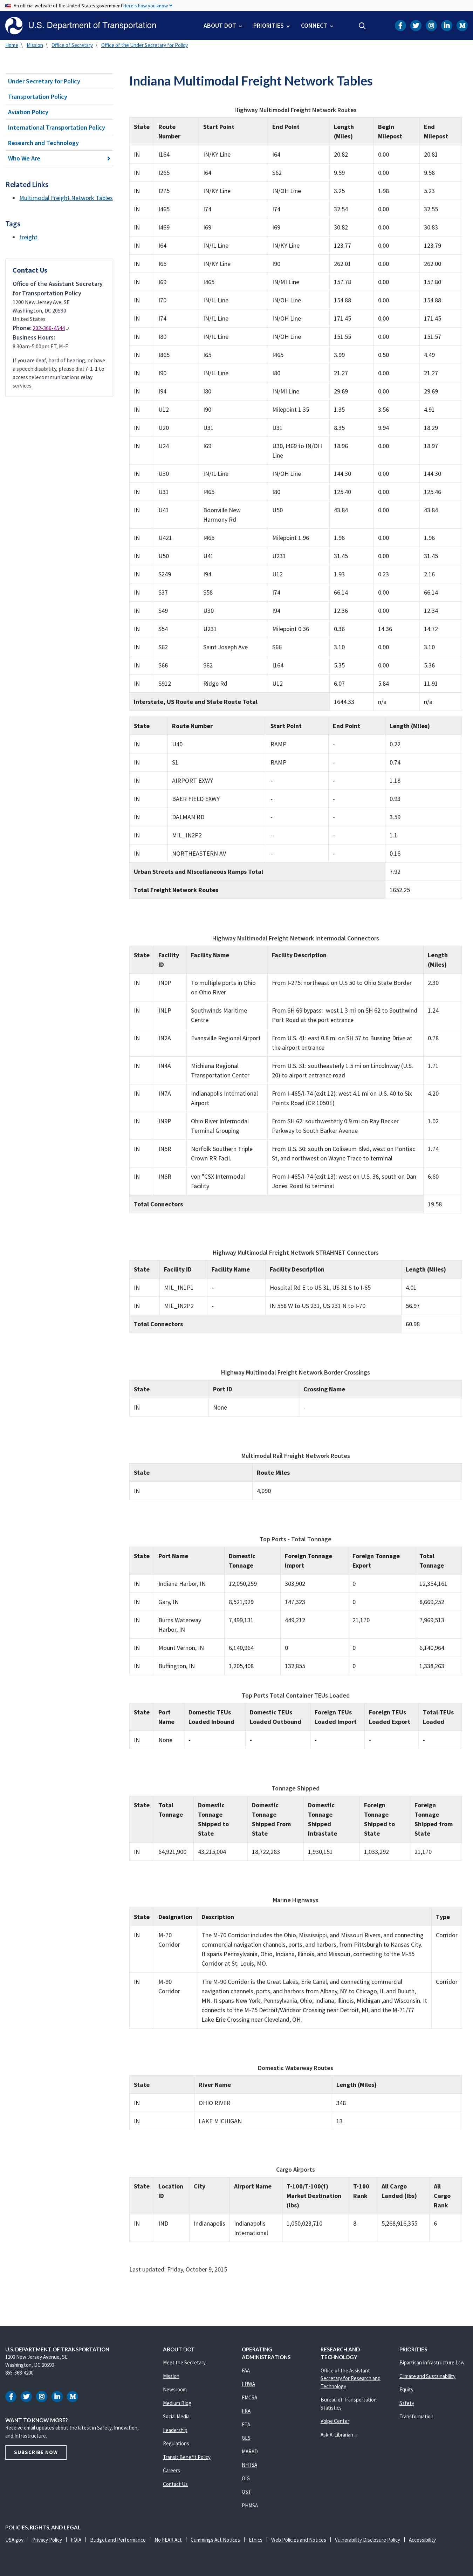 An official website of the United States government Here's how you know
U.S. Department of Transportation
ABOUT DOT
PRIORITIES
CONNECT
Home \ Mission \ Office of Secretary \ Office of the Under Secretary for Policy
Under Secretary for Policy
Transportation Policy
Aviation Policy
International Transportation Policy
Research and Technology
Who We Are
Related Links
Multimodal Freight Network Tables
Tags
freight
Contact Us
Office of the Assistant Secretary
for Transportation Policy
1200 New Jersey Ave, SE
Washington, DC 20590
United States
Phone: 202-366-4544
Business Hours:
8:30am-5:00pm ET, M-F
If you are deaf, hard of hearing, or have
a speech disability, please dial 7-1-1 to
access telecommunications relay
services.
Indiana Multimodal Freight Network Tables
Highway Multimodal Freight Network Routes
State Route Number Start Point End Point Length (Miles) Begin Milepost End Milepost
IN I164 IN/KY Line I64 20.82 0.00 20.81
IN I265 I64 S62 9.59 0.00 9.58
IN I275 IN/KY Line IN/OH Line 3.25 1.98 5.23
IN I465 I74 I74 32.54 0.00 32.55
IN I469 I69 I69 30.82 0.00 30.83
IN I64 IN/IL Line IN/KY Line 123.77 0.00 123.79
IN I65 IN/KY Line I90 262.01 0.00 262.00
IN I69 I465 IN/MI Line 157.78 0.00 157.80
IN I70 IN/IL Line IN/OH Line 154.88 0.00 154.88
IN I74 IN/IL Line IN/OH Line 171.45 0.00 171.45
IN I80 IN/IL Line IN/OH Line 151.55 0.00 151.57
IN I865 I65 I465 3.99 0.50 4.49
IN I90 IN/IL Line I80 21.27 0.00 21.27
IN I94 I80 IN/MI Line 29.69 0.00 29.69
IN U12 I90 Milepoint 1.35 1.35 3.56 4.91
IN U20 U31 U31 8.35 9.94 18.29
IN U24 I69 U30, I469 to IN/OH Line 18.96 0.00 18.97
IN U30 IN/IL Line IN/OH Line 144.30 0.00 144.30
IN U31 I465 I80 125.40 0.00 125.46
IN U41 Boonville New Harmony Rd U50 43.84 0.00 43.84
IN U421 I465 Milepoint 1.96 1.96 0.00 1.96
IN U50 U41 U231 31.45 0.00 31.45
IN S249 I94 U12 1.93 0.23 2.16
IN S37 S58 I74 66.14 0.00 66.14
IN S49 U30 I94 12.36 0.00 12.34
IN S54 U231 Milepoint 0.36 0.36 14.36 14.72
IN S62 Saint Joseph Ave S66 3.10 0.00 3.10
IN S66 S62 I164 5.35 0.00 5.36
IN S912 Ridge Rd U12 6.07 5.84 11.91
Interstate, US Route and State Route Total 1644.33 n/a n/a
State Route Number Start Point End Point Length (Miles)
IN U40 RAMP - 0.22
IN S1 RAMP - 0.74
IN AIRPORT EXWY - - 1.18
IN BAER FIELD EXWY - - 0.93
IN DALMAN RD - - 3.59
IN MIL_IN2P2 - - 1.1
IN NORTHEASTERN AV - - 0.16
Urban Streets and Miscellaneous Ramps Total 7.92
Total Freight Network Routes 1652.25
Highway Multimodal Freight Network Intermodal Connectors
State Facility ID Facility Name Facility Description Length (Miles)
IN IN0P To multiple ports in Ohio on Ohio River From I-275: northeast on U.S 50 to Ohio State Border 2.30
IN IN1P Southwinds Maritime Centre From SH 69 bypass: west 1.3 mi on SH 62 to Southwind Port Road at the port entrance 1.24
IN IN2A Evansville Regional Airport From U.S. 41: east 0.8 mi on SH 57 to Bussing Drive at the airport entrance 0.78
IN IN4A Michiana Regional Transportation Center From U.S. 31: southeasterly 1.5 mi on Lincolnway (U.S. 20) to airport entrance road 1.71
IN IN7A Indianapolis International Airport From I-465/I-74 (exit 12): west 4.1 mi on U.S. 40 to Six Points Road (CR 1050E) 4.20
IN IN9P Ohio River Intermodal Terminal Grouping From SH 62: southwesterly 0.9 mi on Ray Becker Parkway to South Barker Avenue 1.02
IN IN5R Norfolk Southern Triple Crown RR Facil. From U.S. 30: south on Coliseum Blvd, west on Pontiac St, and northwest on Wayne Trace to terminal 1.74
IN IN6R von "CSX Intermodal Facility From I-465/I-74 (exit 13): west on U.S. 36, south on Dan Jones Road to terminal 6.60
Total Connectors 19.58
Highway Multimodal Freight Network STRAHNET Connectors
State Facility ID Facility Name Facility Description Length (Miles)
IN MIL_IN1P1 - Hospital Rd E to US 31, US 31 S to I-65 4.01
IN MIL_IN2P2 - IN 558 W to US 231, US 231 N to I-70 56.97
Total Connectors 60.98
Highway Multimodal Freight Network Border Crossings
State Port ID Crossing Name
IN None -
Multimodal Rail Freight Network Routes
State Route Miles
IN 4,090
Top Ports - Total Tonnage
State Port Name Domestic Tonnage Foreign Tonnage Import Foreign Tonnage Export Total Tonnage
IN Indiana Harbor, IN 12,050,259 303,902 0 12,354,161
IN Gary, IN 8,521,929 147,323 0 8,669,252
IN Burns Waterway Harbor, IN 7,499,131 449,212 21,170 7,969,513
IN Mount Vernon, IN 6,140,964 0 0 6,140,964
IN Buffington, IN 1,205,408 132,855 0 1,338,263
Top Ports Total Container TEUs Loaded
State Port Name Domestic TEUs Loaded Inbound Domestic TEUs Loaded Outbound Foreign TEUs Loaded Import Foreign TEUs Loaded Export Total TEUs Loaded
IN None - - - - -
Tonnage Shipped
State Total Tonnage Domestic Tonnage Shipped to State Domestic Tonnage Shipped From State Domestic Tonnage Shipped Intrastate Foreign Tonnage Shipped to State Foreign Tonnage Shipped from State
IN 64,921,900 43,215,004 18,722,283 1,930,151 1,033,292 21,170
Marine Highways
State Designation Description Type
IN M-70 Corridor The M-70 Corridor includes the Ohio, Mississippi, and Missouri Rivers, and connecting commercial navigation channels, ports, and harbors, from Pittsburgh to Kansas City. It spans Pennsylvania, Ohio, Indiana, Illinois, and Missouri, connecting to the M-55 Corridor at St. Louis, MO. Corridor
IN M-90 Corridor The M-90 Corridor is the Great Lakes, Erie Canal, and connecting commercial navigation channels, ports, and harbors from Albany, NY to Chicago, IL and Duluth, MN. It spans New York, Pennsylvania, Ohio, Indiana, Illinois, Michigan ,and Wisconsin. It connects to the M-75 Detroit/Windsor Crossing near Detroit, MI, and the M-71/77 Lake Erie Crossing near Cleveland, OH. Corridor
Domestic Waterway Routes
State River Name Length (Miles)
IN OHIO RIVER 348
IN LAKE MICHIGAN 13
Cargo Airports
State Location ID City Airport Name T-100/T-100(f) Market Destination (lbs) T-100 Rank All Cargo Landed (lbs) All Cargo Rank
IN IND Indianapolis Indianapolis International 1,050,023,710 8 5,268,916,355 6
Last updated: Friday, October 9, 2015
U.S. DEPARTMENT OF TRANSPORTATION
1200 New Jersey Avenue, SE
Washington, DC 20590
855-368-4200
WANT TO KNOW MORE?
Receive email updates about the latest in Safety, Innovation,
and Infrastructure.
SUBSCRIBE NOW
ABOUT DOT
Meet the Secretary
Mission
Newsroom
Medium Blog
Social Media
Leadership
Regulations
Transit Benefit Policy
Careers
Contact Us
OPERATING
ADMINISTRATIONS
FAA
FHWA
FMCSA
FRA
FTA
GLS
MARAD
NHTSA
OIG
OST
PHMSA
RESEARCH AND
TECHNOLOGY
Office of the Assistant
Secretary for Research and
Technology
Bureau of Transportation
Statistics
Volpe Center
Ask-A-Librarian
PRIORITIES
Bipartisan Infrastructure Law
Climate and Sustainability
Equity
Safety
Transformation
POLICIES, RIGHTS, AND LEGAL
USA.gov | Privacy Policy | FOIA | Budget and Performance | No FEAR Act | Cummings Act Notices | Ethics | Web Policies and Notices | Vulnerability Disclosure Policy | Accessibility